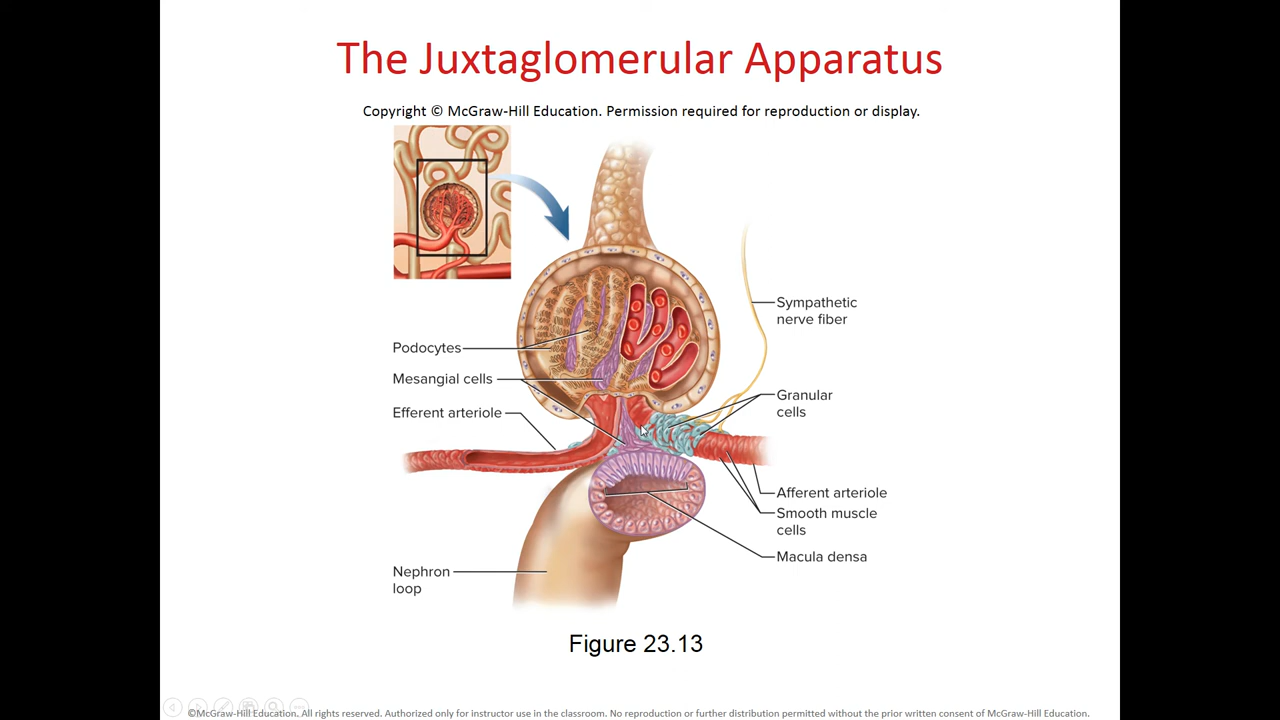 The Juxtaglomerular Apparatus
Copyright © McGraw-Hill Education. Permission required for reproduction or display.
Podocytes
Mesangial cells
Efferent arteriole
Nephron
loop
Sympathetic
nerve fiber
Granular
cells
Afferent arteriole
Smooth muscle
cells
Macula densa
Figure 23.13
©McGraw-Hill Education. All rights reserved. Authorized only for instructor use in the classroom. No reproduction or further distribution permitted without the prior written consent of McGraw-Hill Education.